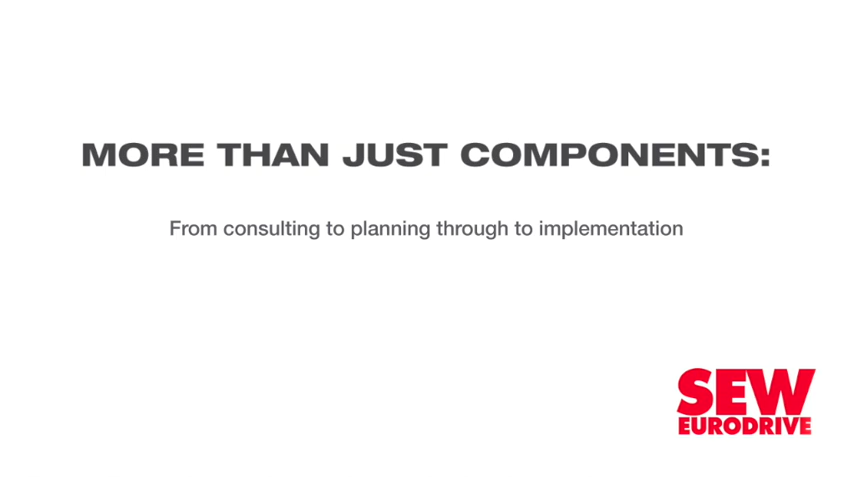 MORE THAN JUST COMPONENTS:
From consulting to planning through to implementation
SEW
EURODRIVE